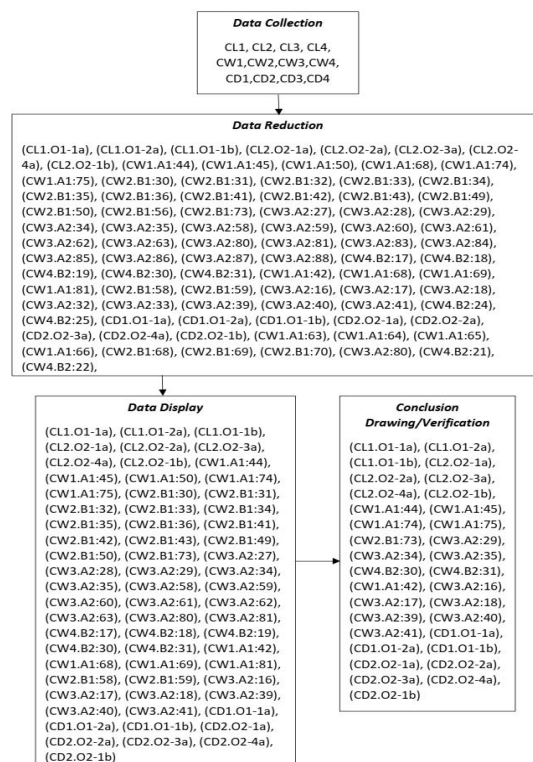 Data Collection
CL1, CL2, CL3, CL4,
CW1,CW2,CW3,CW4,
CD1,CD2,CD3,CD4
Data Reduction
(CL1.O1-1a), (CL1.O1-2a), (CL1.O1-1b), (CL2.O2-1a), (CL2.O2-2a), (CL2.O2-3a), (CL2.O2-
4a), (CL2.O2-1b), (CW1.A1:44), (CW1.A1:45), (CW1.A1:50), (CW1.A1:68), (CW1.A1:74),
(CW1.A1:75), (CW2.B1:30), (CW2.B1:31), (CW2.B1:32), (CW2.B1:33), (CW2.B1:34),
(CW2.B1:35), (CW2.B1:36), (CW2.B1:41), (CW2.B1:42), (CW2.B1:43), (CW2.B1:49),
(CW2.B1:50), (CW2.B1:56), (CW2.B1:73), (CW3.A2:27), (CW3.A2:28), (CW3.A2:29),
(CW3.A2:34), (CW3.A2:35), (CW3.A2:58), (CW3.A2:59), (CW3.A2:60), (CW3.A2:61),
(CW3.A2:62), (CW3.A2:63), (CW3.A2:80), (CW3.A2:81), (CW3.A2:83), (CW3.A2:84),
(CW3.A2:85), (CW3.A2:86), (CW3.A2:87), (CW3.A2:88), (CW4.B2:17), (CW4.B2:18),
(CW4.B2:19), (CW4.B2:30), (CW4.B2:31), (CW1.A1:42), (CW1.A1:68), (CW1.A1:69),
(CW1.A1:81), (CW2.B1:58), (CW2.B1:59), (CW3.A2:16), (CW3.A2:17), (CW3.A2:18),
(CW3.A2:32), (CW3.A2:33), (CW3.A2:39), (CW3.A2:40), (CW3.A2:41), (CW4.B2:24),
(CW4.B2:25), (CD1.O1-1a), (CD1.O1-2a), (CD1.O1-1b), (CD2.O2-1a), (CD2.O2-2a),
(CD2.O2-3a), (CD2.O2-4a), (CD2.O2-1b), (CW1.A1:63), (CW1.A1:64), (CW1.A1:65),
(CW1.A1:66), (CW2.B1:68), (CW2.B1:69), (CW2.B1:70), (CW3.A2:80), (CW4.B2:21),
(CW4.B2:22),
Data Display
(CL1.O1-1a), (CL1.O1-2a), (CL1.O1-1b),
(CL2.O2-1a), (CL2.O2-2a), (CL2.O2-3a),
(CL2.O2-4a), (CL2.O2-1b), (CW1.A1:44),
(CW1.A1:45), (CW1.A1:50), (CW1.A1:74),
(CW1.A1:75), (CW2.B1:30), (CW2.B1:31),
(CW2.B1:32), (CW2.B1:33), (CW2.B1:34),
(CW2.B1:35), (CW2.B1:36), (CW2.B1:41),
(CW2.B1:42), (CW2.B1:43), (CW2.B1:49),
(CW2.B1:50), (CW2.B1:73), (CW3.A2:27),
(CW3.A2:28), (CW3.A2:29), (CW3.A2:34),
(CW3.A2:35), (CW3.A2:58), (CW3.A2:59),
(CW3.A2:60), (CW3.A2:61), (CW3.A2:62),
(CW3.A2:63), (CW3.A2:80), (CW3.A2:81),
(CW4.B2:17), (CW4.B2:18), (CW4.B2:19),
(CW4.B2:30), (CW4.B2:31), (CW1.A1:42),
(CW1.A1:68), (CW1.A1:69), (CW1.A1:81),
(CW2.B1:58), (CW2.B1:59), (CW3.A2:16),
(CW3.A2:17), (CW3.A2:18), (CW3.A2:39),
(CW3.A2:40), (CW3.A2:41), (CD1.O1-1a),
(CD1.O1-2a), (CD1.O1-1b), (CD2.O2-1a),
(CD2.O2-2a), (CD2.O2-3a), (CD2.O2-4a),
(CD2.O2-1b)
Conclusion
Drawing/Verification
(CL1.O1-1a), (CL1.O1-2a),
(CL1.O1-1b), (CL2.O2-1a),
(CL2.O2-2a), (CL2.O2-3a),
(CL2.O2-4a), (CL2.O2-1b),
(CW1.A1:44), (CW1.A1:45),
(CW1.A1:74), (CW1.A1:75),
(CW2.B1:73), (CW3.A2:29),
(CW3.A2:34), (CW3.A2:35),
(CW4.B2:30), (CW4.B2:31),
(CW1.A1:42), (CW3.A2:16),
(CW3.A2:17), (CW3.A2:18),
(CW3.A2:39), (CW3.A2:40),
(CW3.A2:41), (CD1.O1-1a),
(CD1.O1-2a), (CD1.O1-1b),
(CD2.O2-1a), (CD2.O2-2a),
(CD2.O2-3a), (CD2.O2-4a),
(CD2.O2-1b)